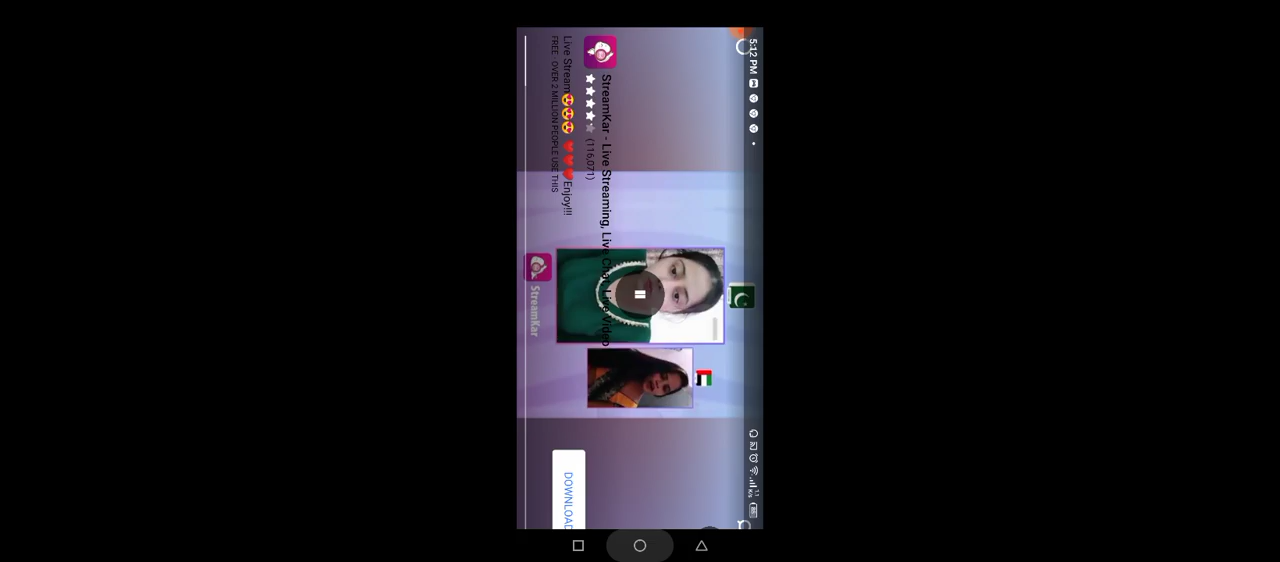 5:12 PM
StreamKar - Live Streaming, Live Chat, Live Video
(116,071)
Live Stream😍😍😍 ❤❤❤Enjoy!!!
FREE OVER 2 MILLION PEOPLE USE THIS
StreamKar
DOWNLOAD